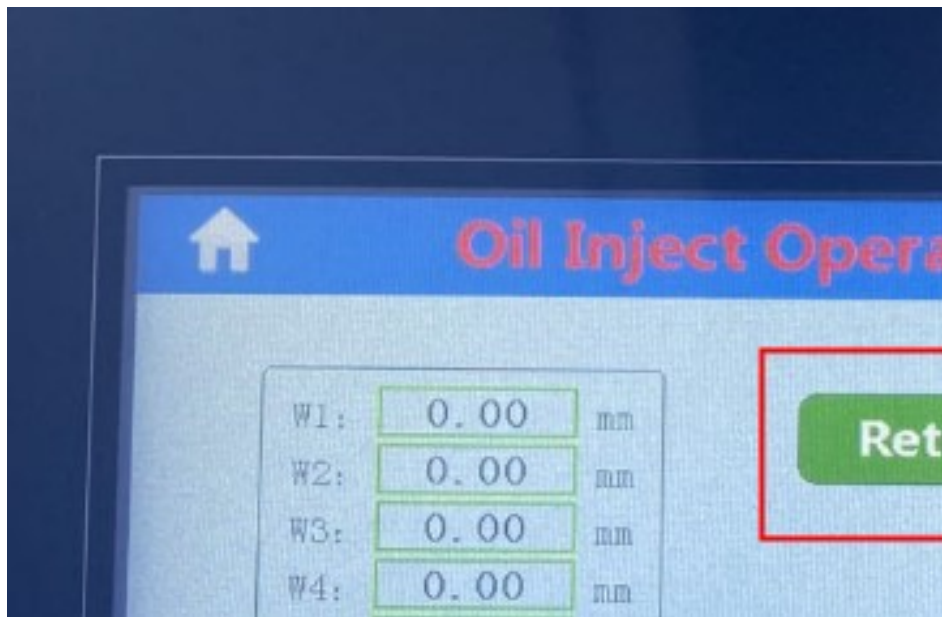 Oil Inject Opera
W1: 0.00 mm
Ret
W2: 0.00 mm
W3: 0.00 mm
W4: 0.00 mm